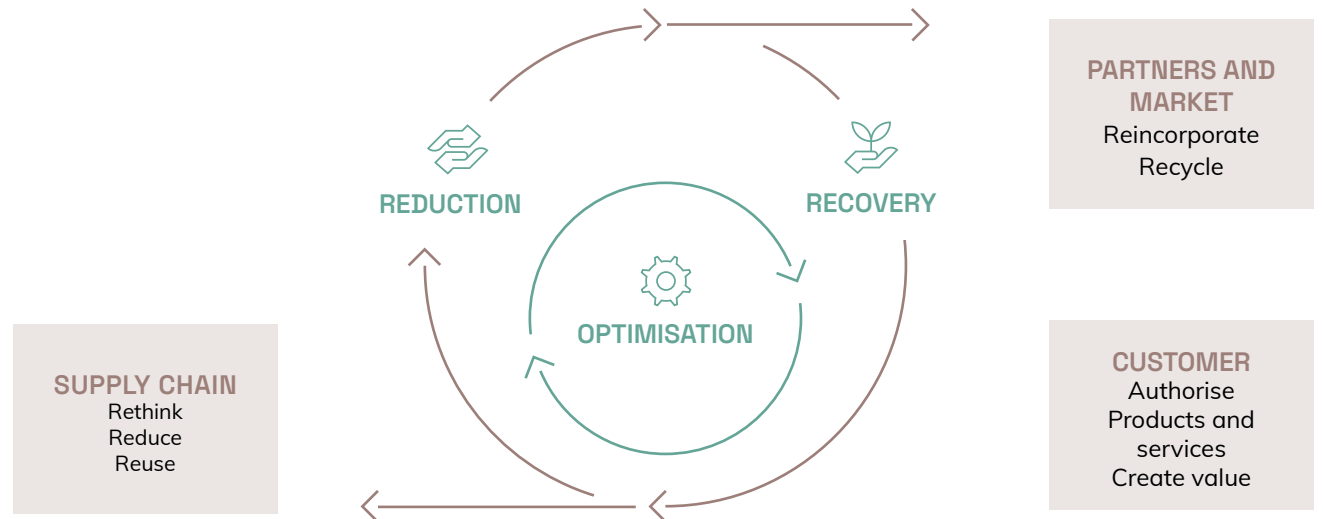 PARTNERS AND
MARKET
Reincorporate
Recycle
REDUCTION
RECOVERY
OPTIMISATION
SUPPLY CHAIN
Rethink
Reduce
Reuse
CUSTOMER
Authorise
Products and
services
Create value